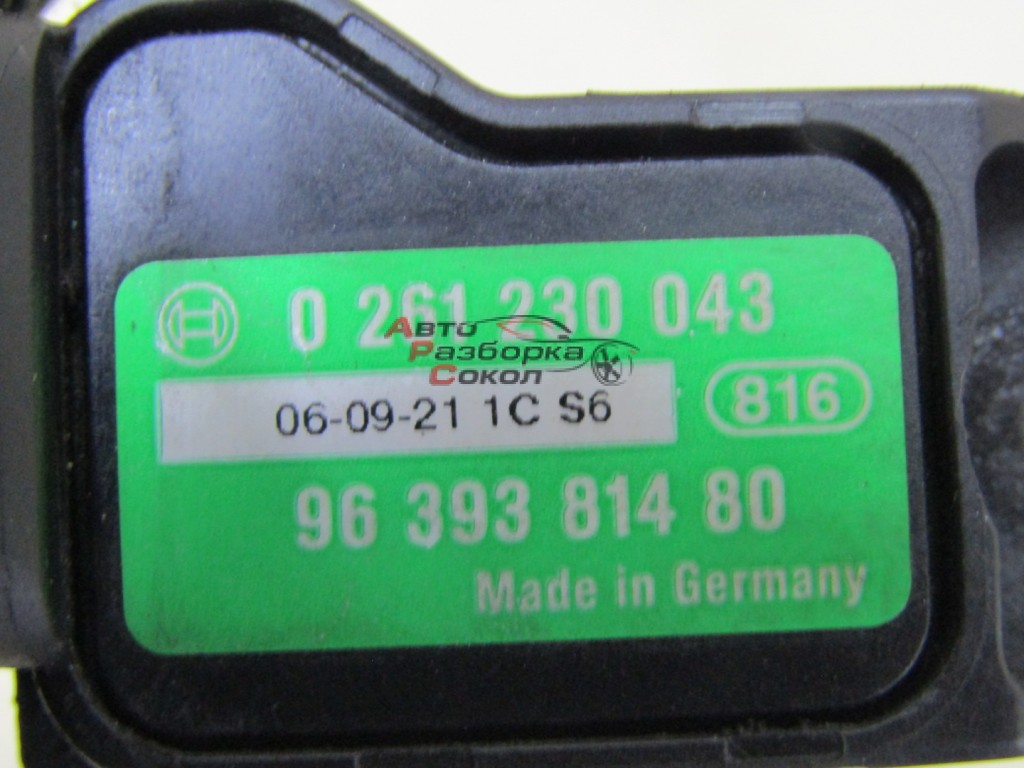 0 261 230 043
Авто
Разборка
Сокол
06-09-21 1C S6
816
96 393 814 80
Made in Germany